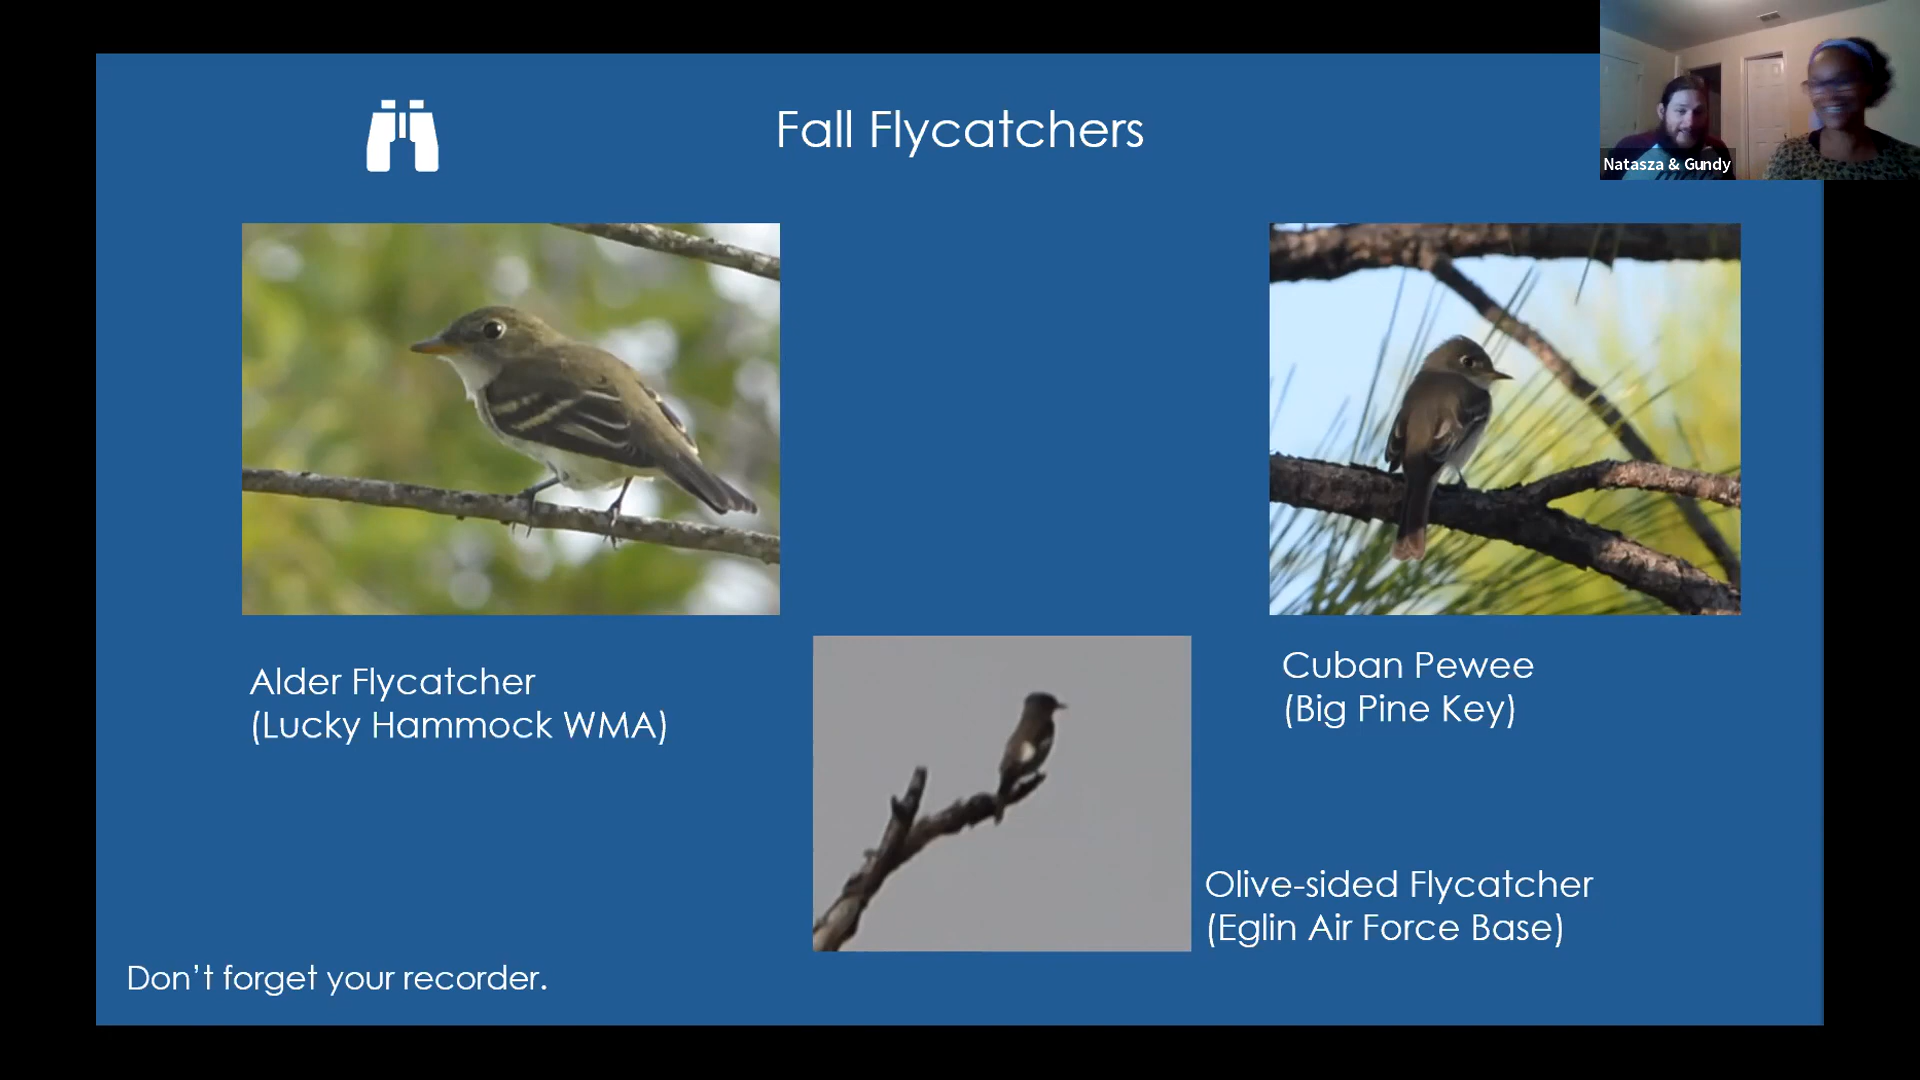 Fall Flycatchers
Natasza & Gundy
Alder Flycatcher
(Lucky Hammock WMA)
Cuban Pewee
(Big Pine Key)
Olive-sided Flycatcher
(Eglin Air Force Base)
Don’t forget your recorder.